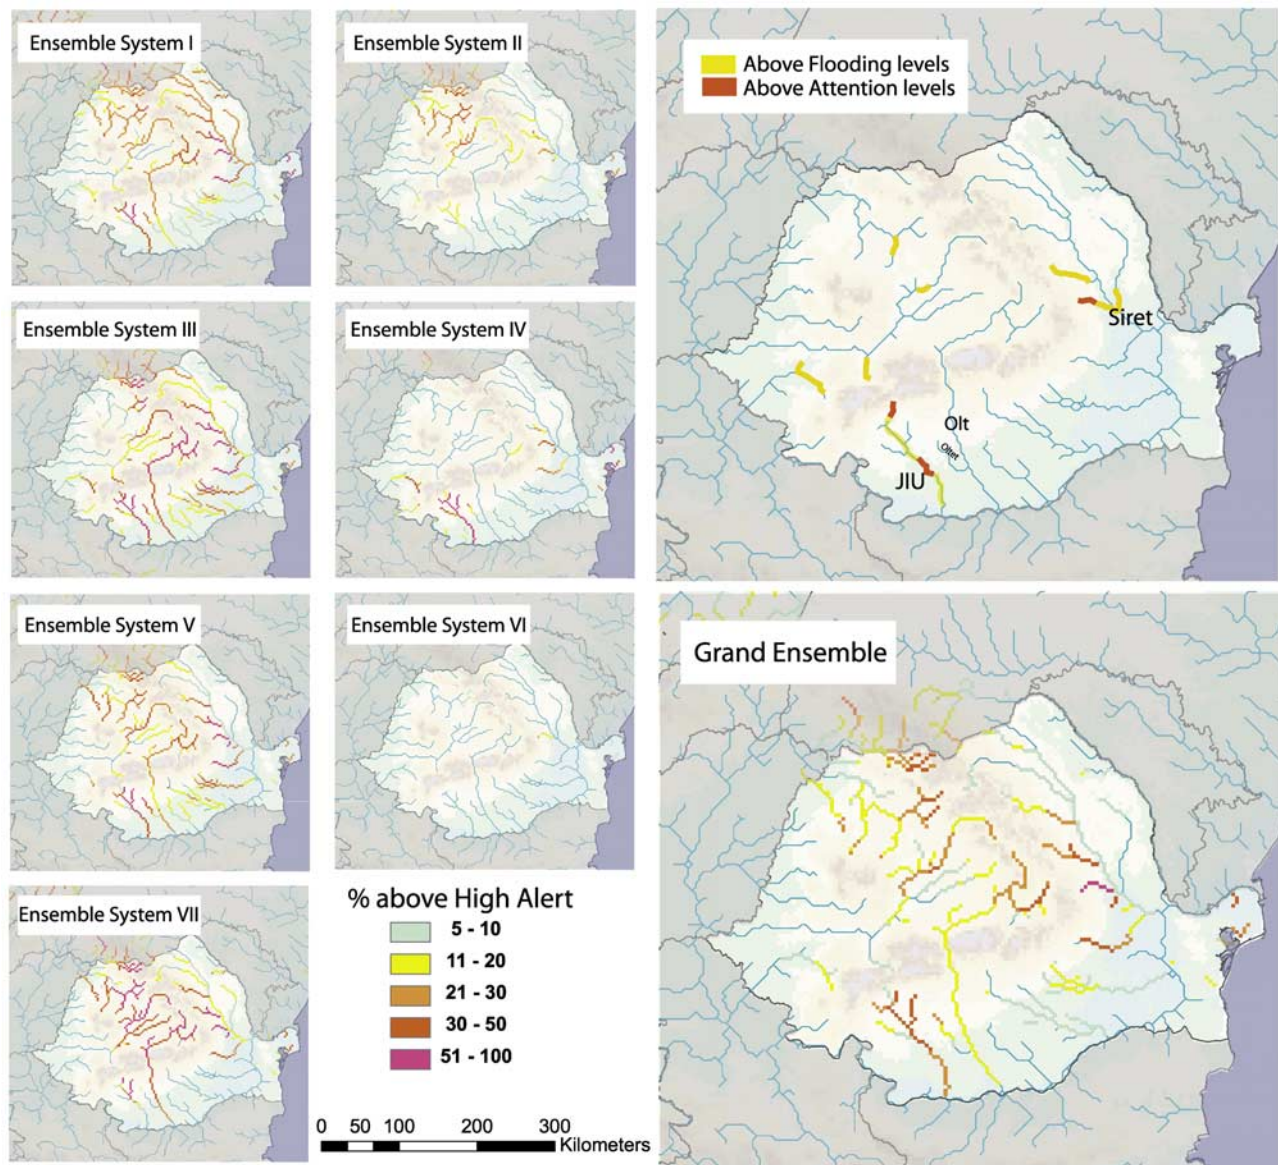 Ensemble System I
Ensemble System II
Above Flooding levels
Above Attention levels
Siret
Olt
Oltet
JIU
Ensemble System III
Ensemble System IV
Ensemble System V
Ensemble System VI
Grand Ensemble
Ensemble System VII
% above High Alert
5 - 10
11 - 20
21 - 30
30 - 50
51 - 100
0 50 100 200 300
Kilometers